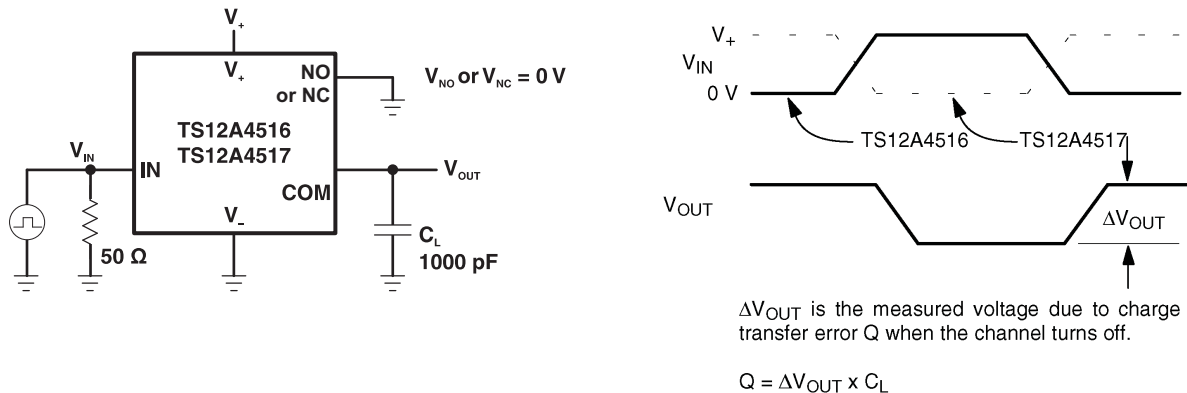 V+
V+
NO
or NC
VNO or VNC = 0 V
TS12A4516
TS12A4517
VIN
IN
COM
VOUT
V–
50 Ω
CL
1000 pF
V+
VIN
0 V
TS12A4516
TS12A4517
VOUT
ΔVOUT
ΔVOUT is the measured voltage due to charge
transfer error Q when the channel turns off.
Q = ΔVOUT x CL